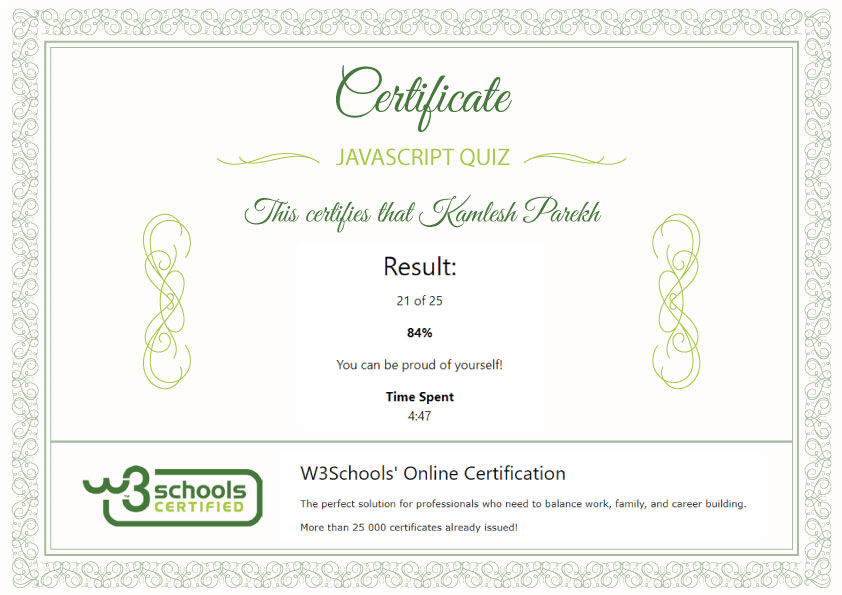 Certificate
JAVASCRIPT QUIZ
This certifies that Kamlesh Parekh
Result:
21 of 25
84%
You can be proud of yourself!
Time Spent
4:47
w3schools
CERTIFIED
W3Schools' Online Certification
The perfect solution for professionals who need to balance work, family, and career building.
More than 25 000 certificates already issued!